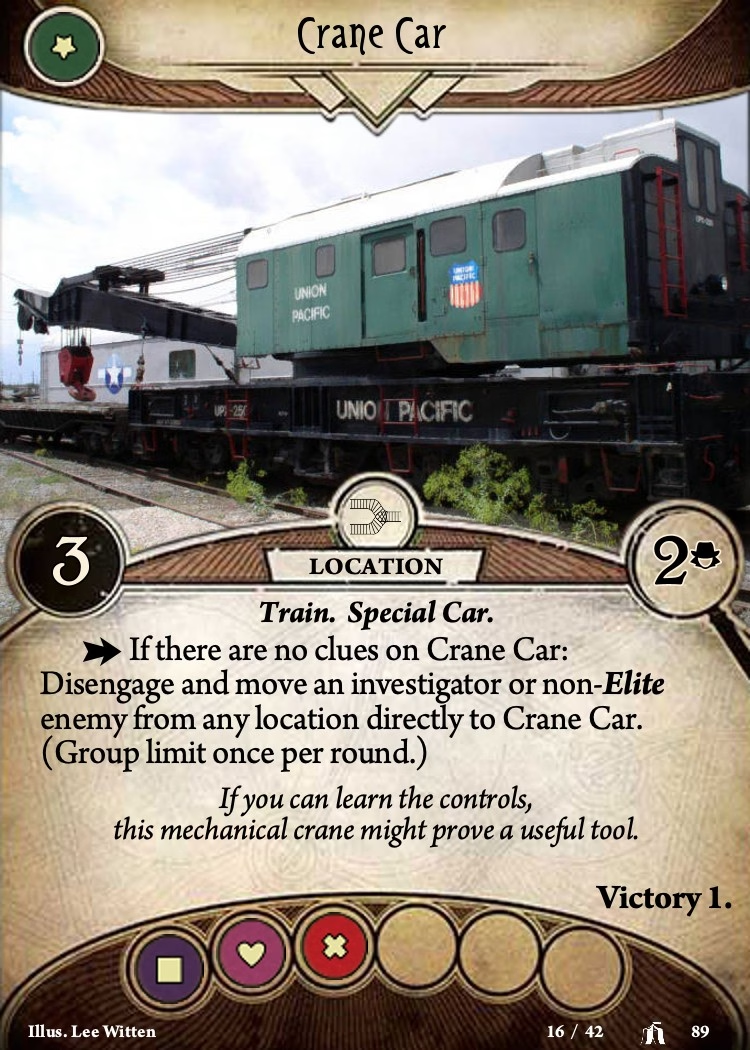 Crane Car
UNION
PACIFIC
UNION
PACIFIC
UNION PACIFIC
3
LOCATION
2
Train. Special Car.
If there are no clues on Crane Car:
Disengage and move an investigator or non-Elite
enemy from any location directly to Crane Car.
(Group limit once per round.)
If you can learn the controls,
this mechanical crane might prove a useful tool.
Victory 1.
Illus. Lee Witten
16 / 42
89